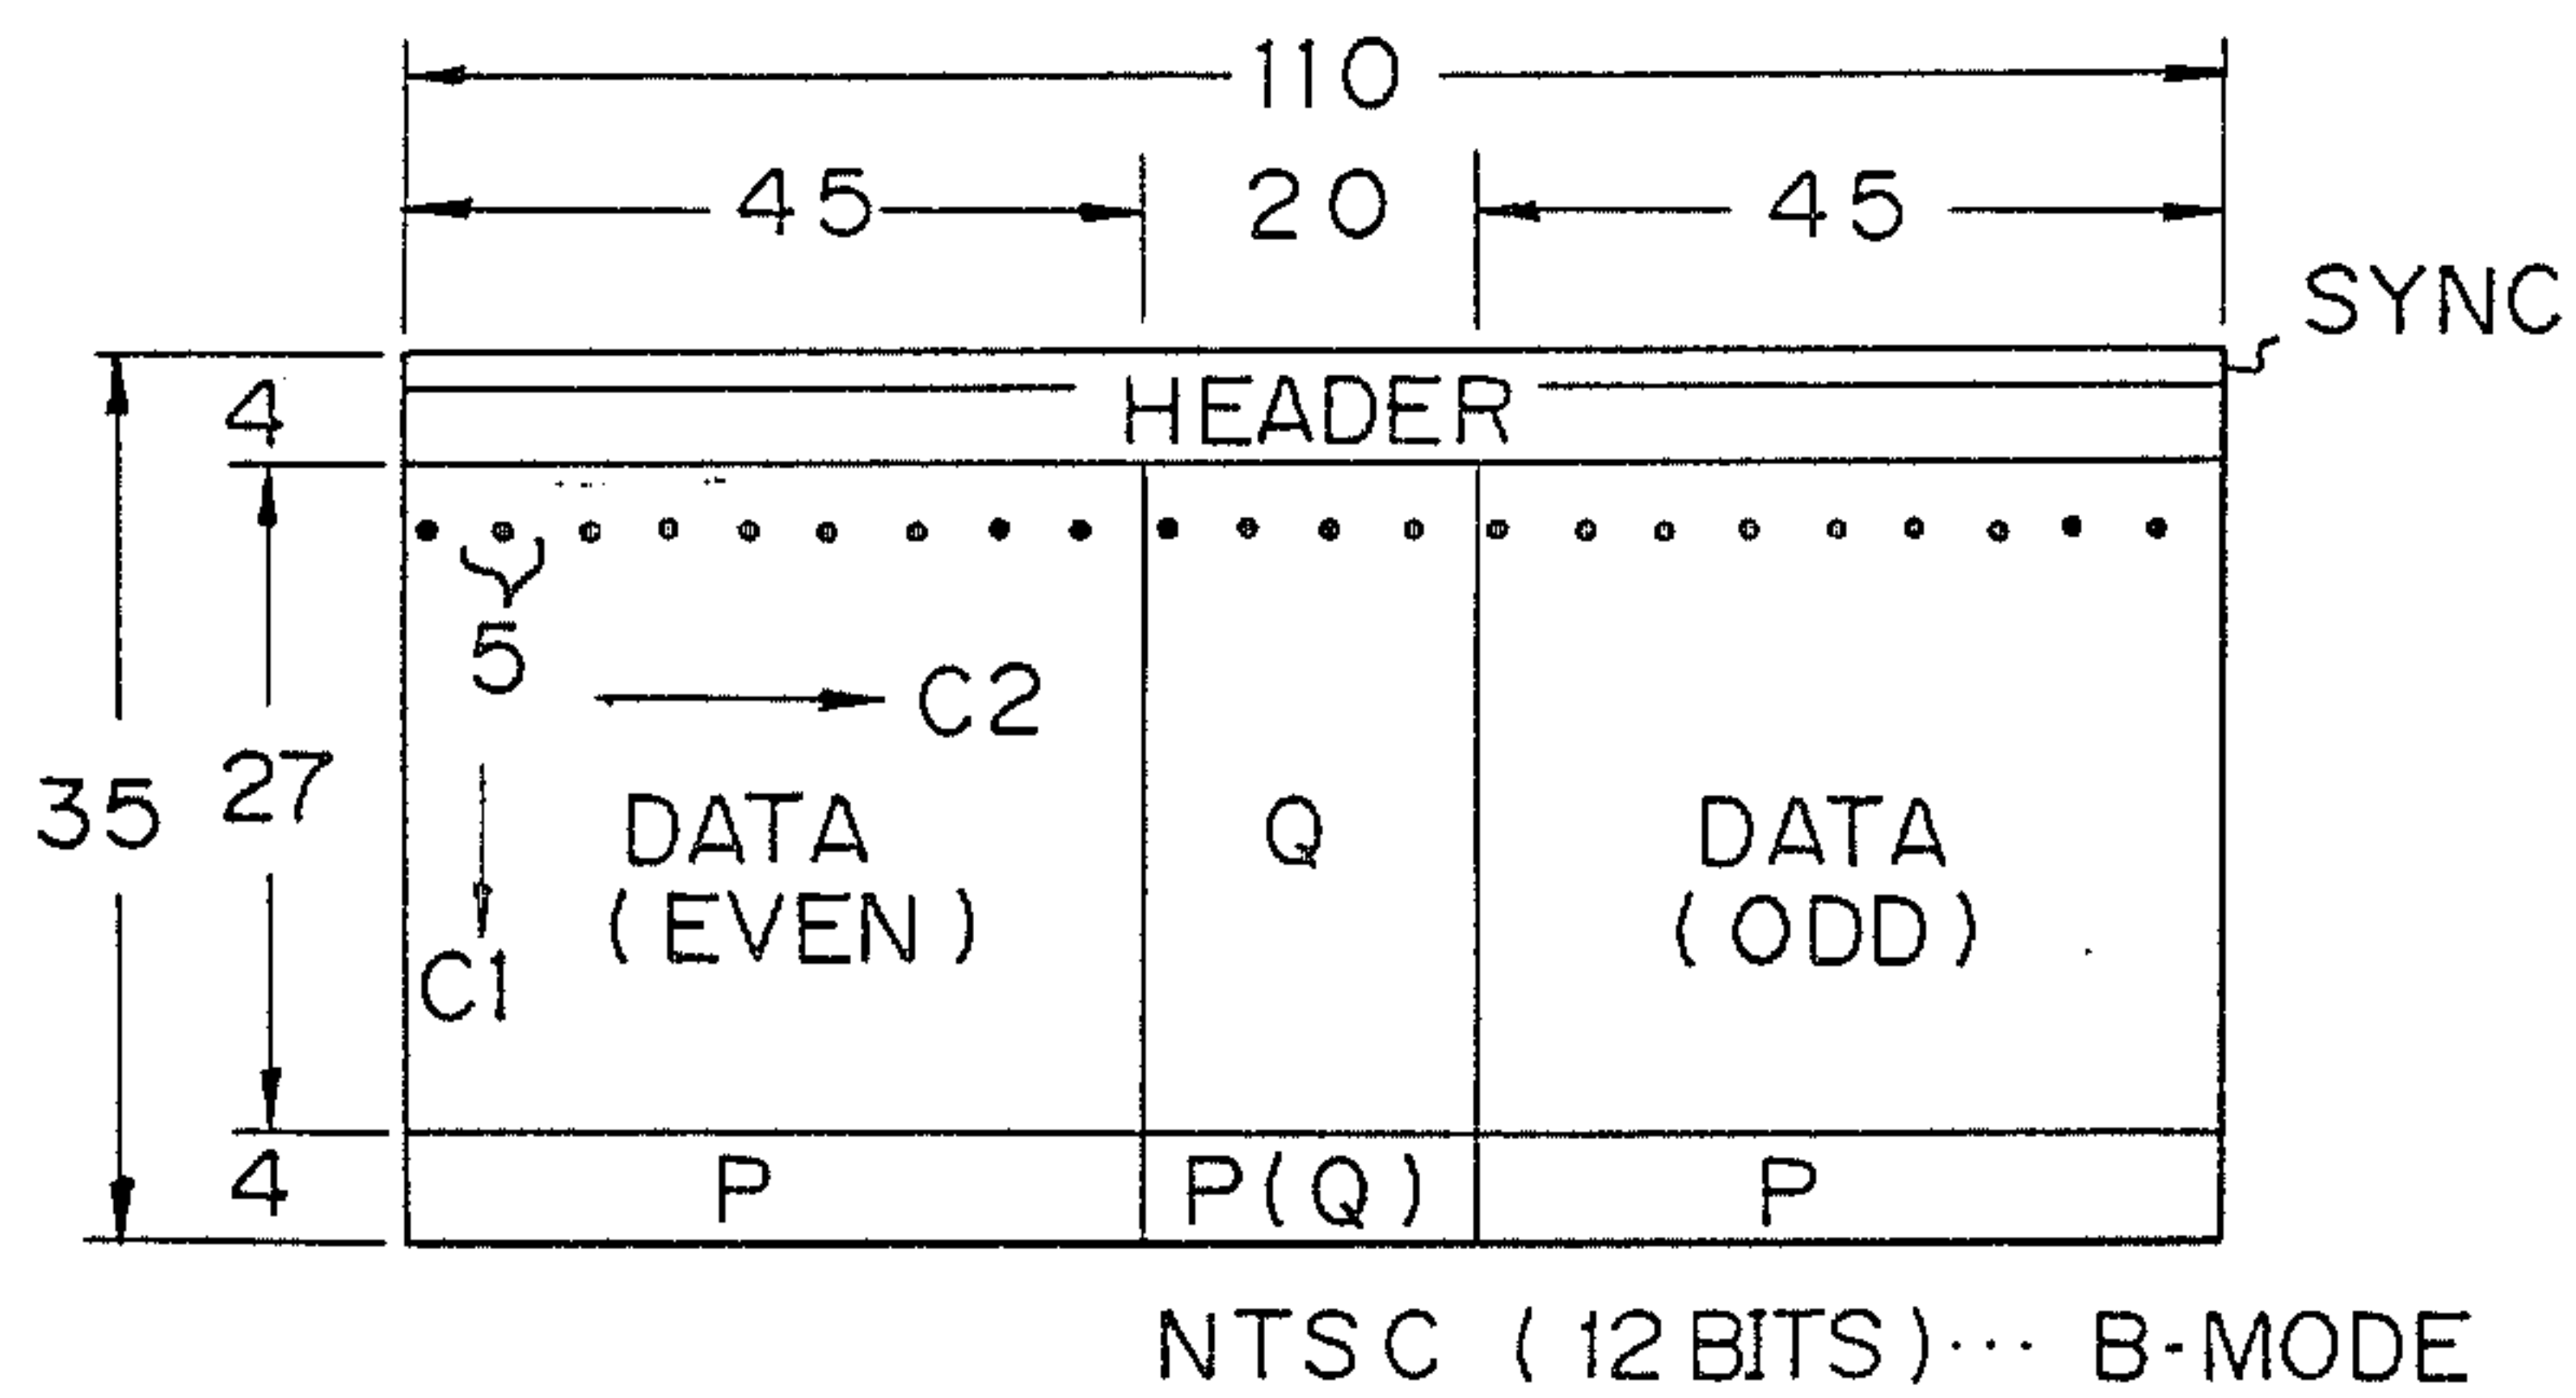 110
45 20 45
SYNC
4 HEADER
5
C2
35 27 DATA Q DATA
(EVEN) (ODD)
C1
4 P P(Q) P
NTSC (12 BITS)··· B-MODE